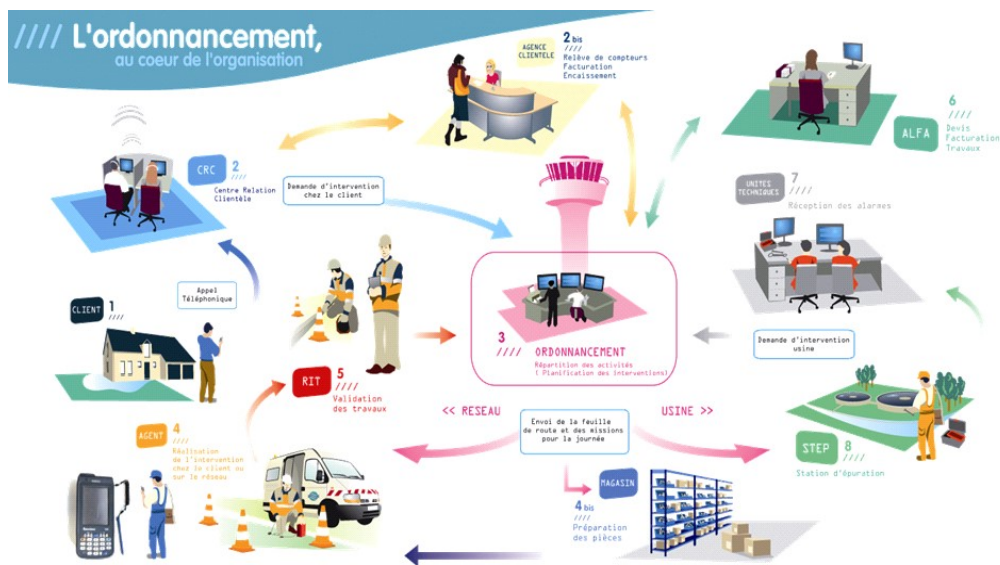 //// L'ordonnancement,
au coeur de l'organisation
AGENCE
CLIENTELE
2 bis
////
Relève de compteurs
Facturation
Encaissement
ALFA
6
////
Devis
Facturation
Travaux
CRC
2
////
Centre Relation
Clientèle
Demande d'intervention
chez le client
UNITES
TECHNIQUES
7
////
Réception des alarmes
Appel
Téléphonique
CLIENT
1
////
3
////
ORDONNANCEMENT
Répartition des activités
( Planification des interventions)
Demande d'intervention
usine
RIT
5
////
Validation
des travaux
<< RESEAU
USINE >>
Envoi de la feuille
de route et des missions
pour la journée
AGENT
4
////
Réalisation
de l'intervention
chez le client ou
sur le réseau
STEP
8
////
Station d'épuration
MAGASIN
4 bis
////
Préparation
des pièces